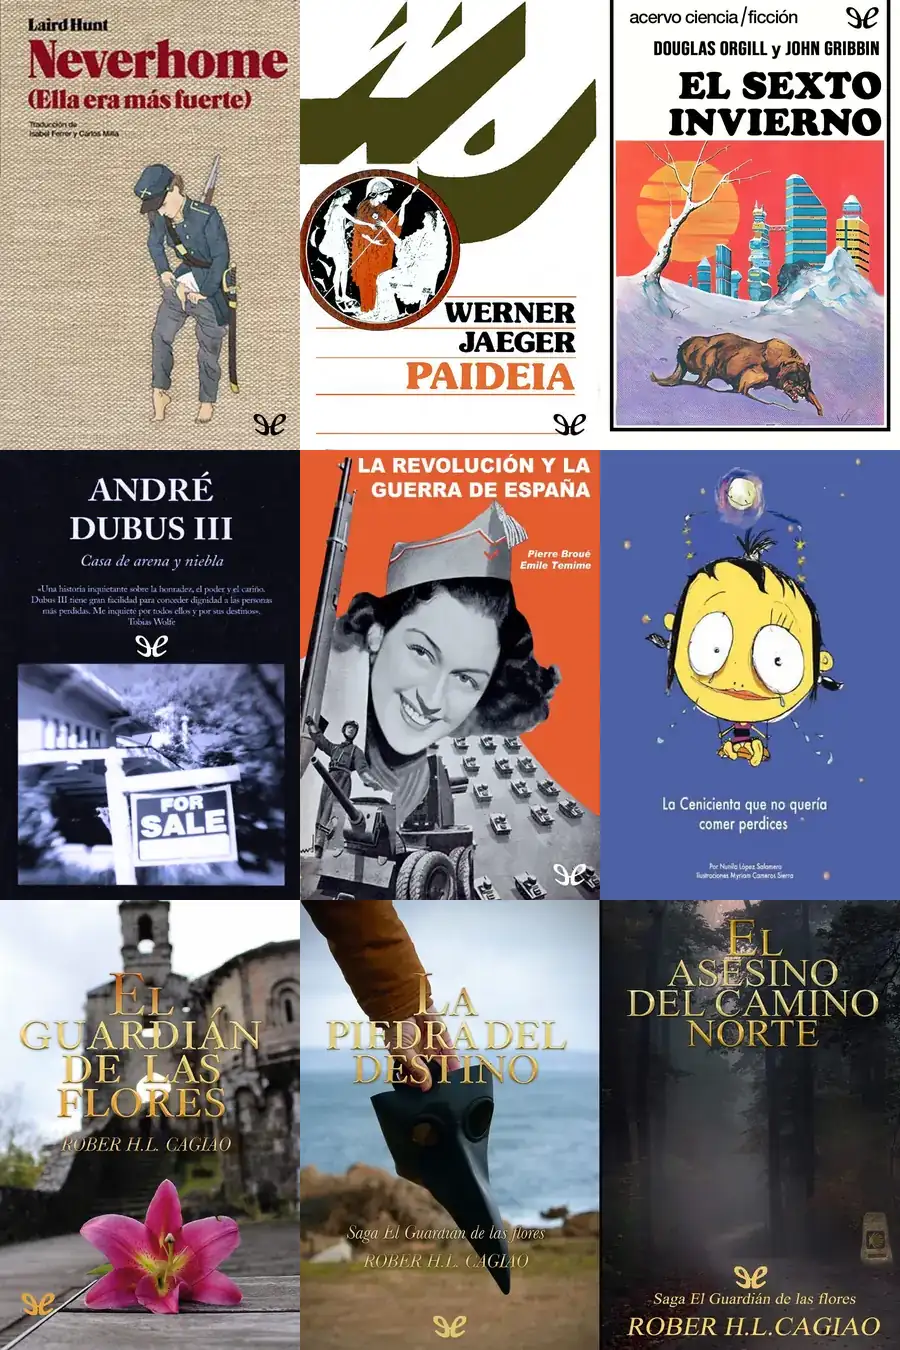 Laird Hunt
Neverhome
(Ella era más fuerte)
Traducción de
Isabel Ferrer y Carlos Milla
WJ
WERNER
JAEGER
PAIDEIA
acervo ciencia/ficción
DOUGLAS ORGILL y JOHN GRIBBIN
EL SEXTO
INVIERNO
ANDRÉ
DUBUS III
Casa de arena y niebla
«Una historia inquietante sobre la honradez, el poder y el cariño.
Dubus III tiene gran facilidad para conceder dignidad a las personas
más perdidas. Me inquieté por todos ellos y por sus destinos».
Tobias Wolfe
FOR
SALE
LA REVOLUCIÓN Y LA
GUERRA DE ESPAÑA
Pierre Broué
Emile Temime
La Cenicienta que no quería
comer perdices
Por Nunila López Salamero
Ilustraciones Myriam Cameros Sierra
EL
GUARDIÁN
DE LAS
FLORES
ROBER H.L. CAGIAO
LA
PIEDRA DEL
DESTINO
Saga El Guardián de las flores
ROBER H.L. CAGIAO
EL
ASESINO
DEL CAMINO
NORTE
Saga El Guardián de las flores
ROBER H.L.CAGIAO